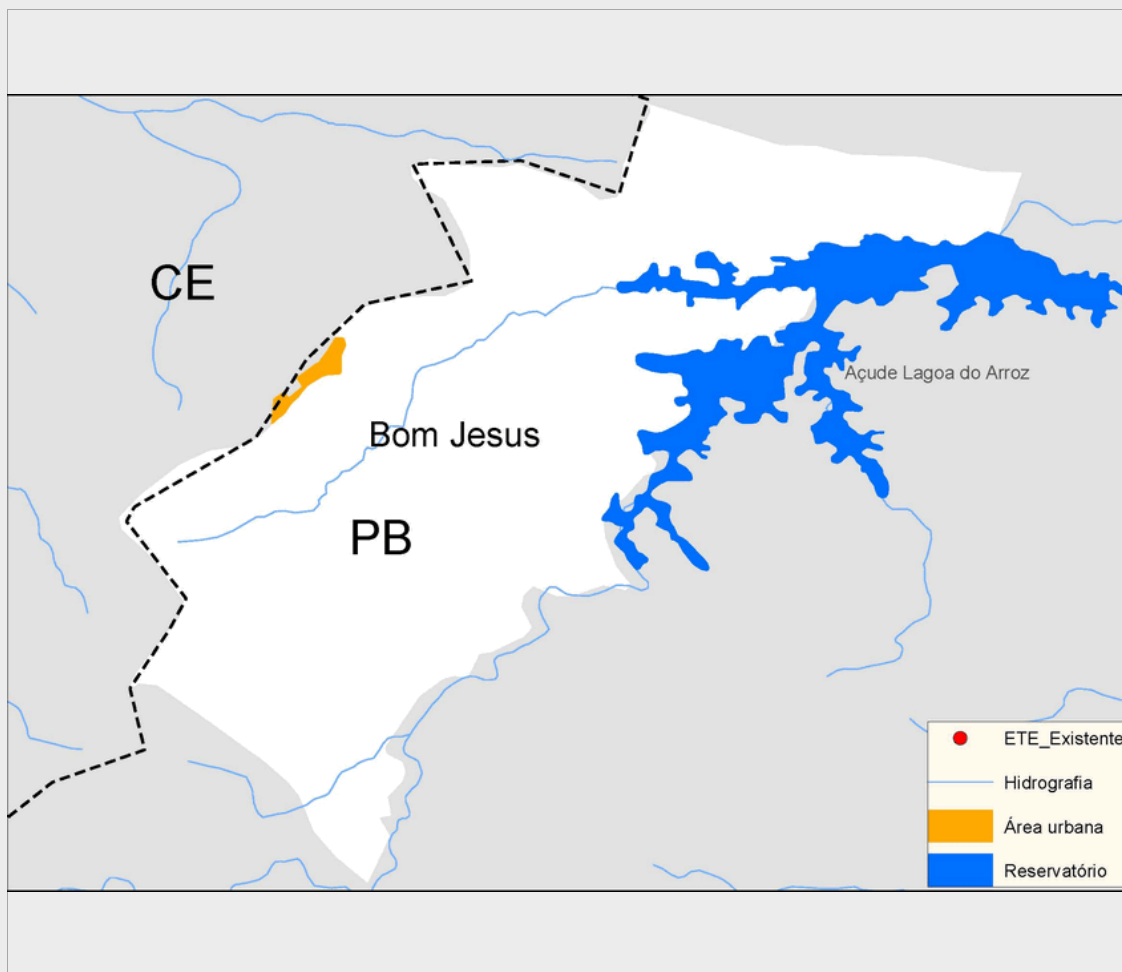 CE
Açude Lagoa do Arroz
Bom Jesus
PB
ETE_Existente
Hidrografia
Área urbana
Reservatório